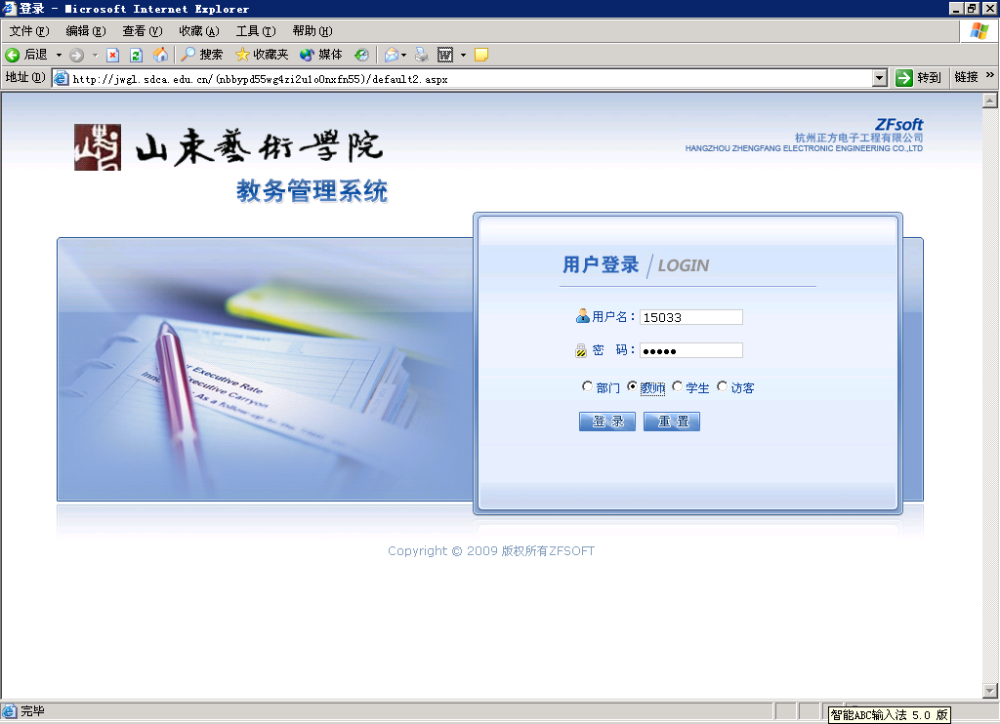 登录 - Microsoft Internet Explorer
文件(F) 编辑(E) 查看(V) 收藏(A) 工具(T) 帮助(H)
后退 搜索 收藏夹 媒体
地址(D) http://jwgl.sdca.edu.cn/(nbbypd55wg4zi2u1o0nxfn55)/default2.aspx 转到 链接 »
山东藝術學院
教务管理系统
ZFsoft
杭州正方电子工程有限公司
HANGZHOU ZHENGFANG ELECTRONIC ENGINEERING CO.,LTD
用户登录 LOGIN
用户名： 15033
密 码： •••••
部门 教师 学生 访客
登 录 重 置
Executive Rate
Executive Carryon
As a follow-up to the
Copyright © 2009 版权所有ZFSOFT
完毕
智能ABC输入法 5.0 版